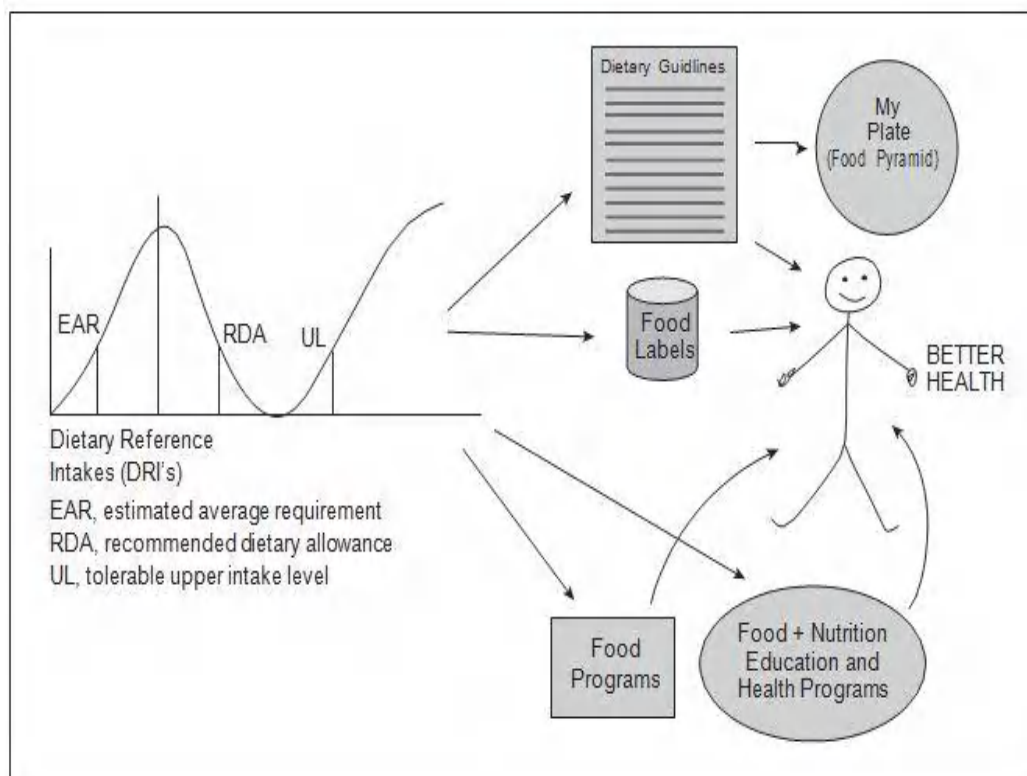 Dietary Guidlines
My
Plate
(Food Pyramid)
EAR
RDA
UL
Food
Labels
BETTER
HEALTH
Dietary Reference
Intakes (DRI's)
EAR, estimated average requirement
RDA, recommended dietary allowance
UL, tolerable upper intake level
Food
Programs
Food + Nutrition
Education and
Health Programs